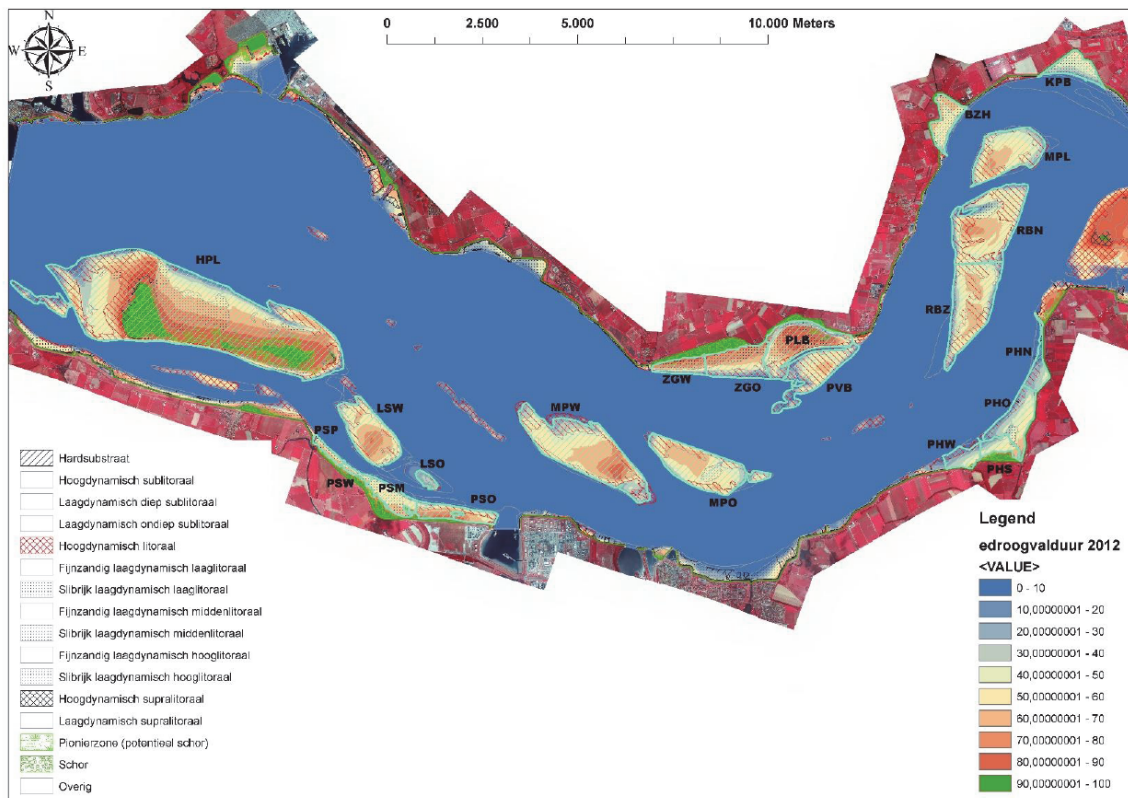 N
W E
S
0 2.500 5.000 10.000 Meters
KPB
BZH
MPL
RBN
HPL
RBZ
PLB
PHN
ZGW
ZGO
PVB
PHO
LSW
MPW
PSP
PHW
LSO
PHS
PSW
PSM
PSO
MPO
Hardsubstraat
Hoogdynamisch sublitoraal
Laagdynamisch diep sublitoraal
Laagdynamisch ondiep sublitoraal
Hoogdynamisch litoraal
Fijnzandig laagdynamisch laaglitoraal
Slibrijk laagdynamisch laaglitoraal
Fijnzandig laagdynamisch middenlitoraal
Slibrijk laagdynamisch middenlitoraal
Fijnzandig laagdynamisch hooglitoraal
Slibrijk laagdynamisch hooglitoraal
Hoogdynamisch supralitoraal
Laagdynamisch supralitoraal
Pionierzone (potentieel schor)
Schor
Overig
Legend
edroogvalduur 2012
<VALUE>
0 - 10
10,00000001 - 20
20,00000001 - 30
30,00000001 - 40
40,00000001 - 50
50,00000001 - 60
60,00000001 - 70
70,00000001 - 80
80,00000001 - 90
90,00000001 - 100